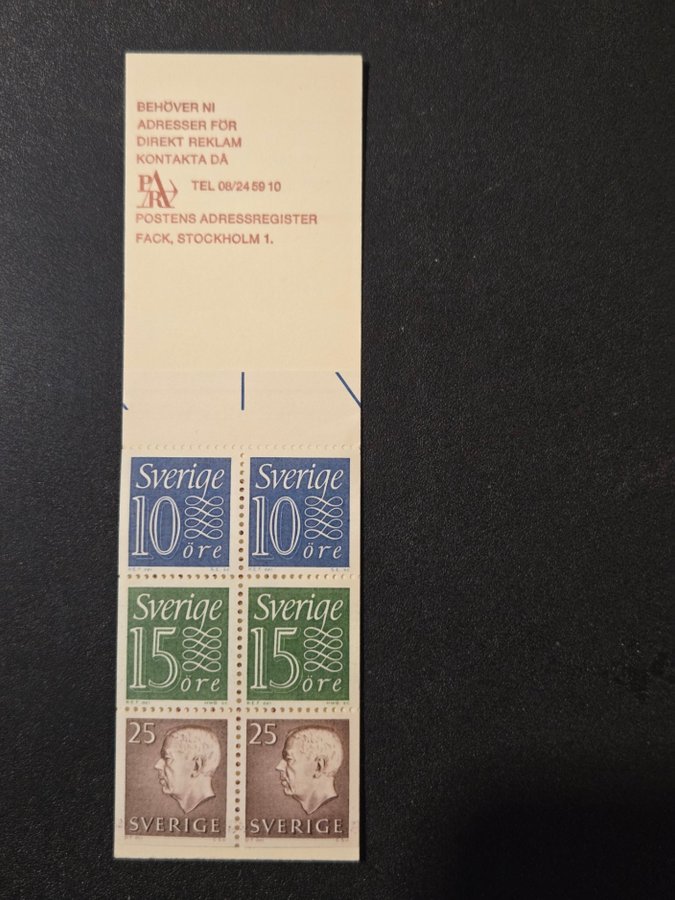 BEHÖVER NI
ADRESSER FÖR
DIREKT REKLAM
KONTAKTA DÅ
PAR TEL 08/24 59 10
POSTENS ADRESSREGISTER
FACK, STOCKHOLM 1.
Sverige Sverige
10 10
öre öre
Sverige Sverige
15 15
öre öre
25 25
SVERIGE SVERIGE